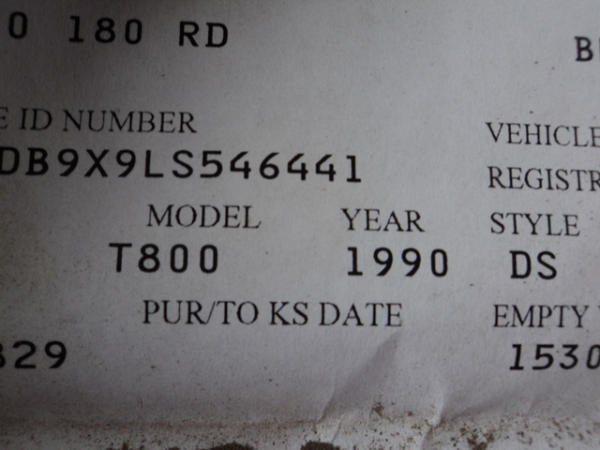 0 180 RD
E ID NUMBER
VEHICLE
DB9X9LS546441
REGISTR
MODEL YEAR STYLE
T800 1990 DS
PUR/TO KS DATE EMPTY
829 1530